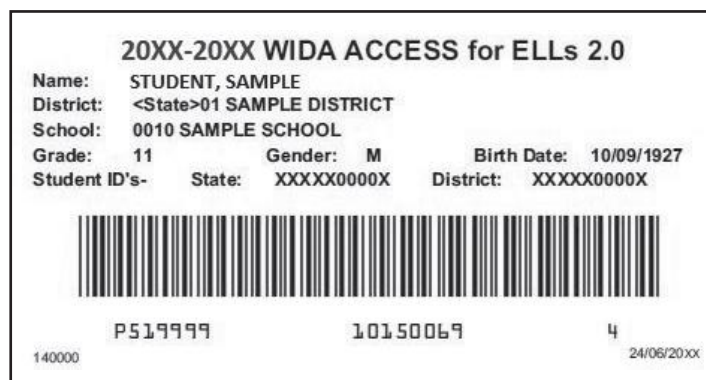 20XX-20XX WIDA ACCESS for ELLs 2.0
Name: STUDENT, SAMPLE
District: <State>01 SAMPLE DISTRICT
School: 0010 SAMPLE SCHOOL
Grade: 11 Gender: M Birth Date: 10/09/1927
Student ID's- State: XXXXX0000X District: XXXXX0000X
P519999 10150069 4
140000 24/06/20XX